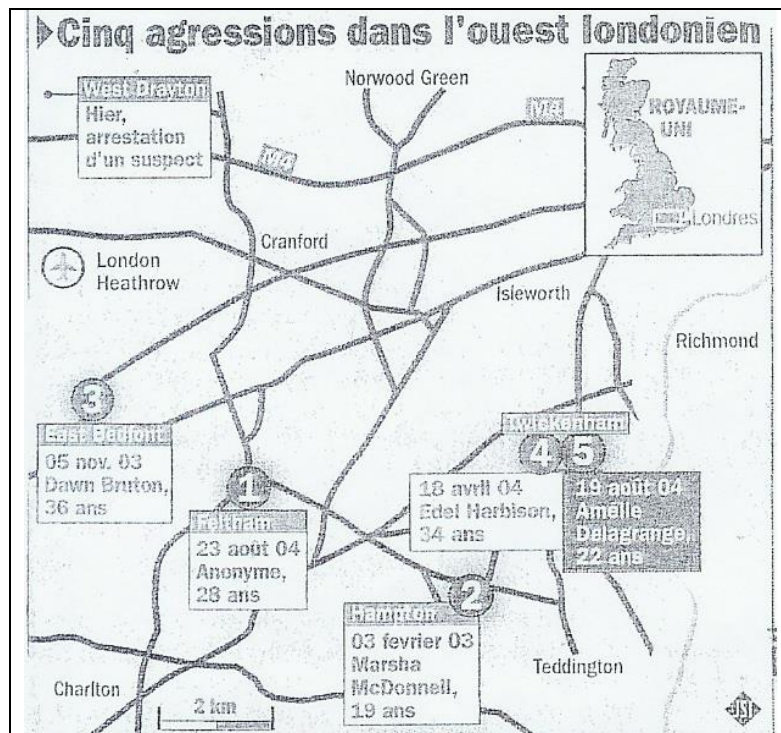 Cinq agressions dans l'ouest londonien
West Drayton
Hier,
arrestation
d'un suspect
Norwood Green
M4
M4
ROYAUME-
UNI
Londres
Cranford
London
Heathrow
Isleworth
Richmond
3
East Bedfont
05 nov. 03
Dawn Bruton,
36 ans
1
Feltham
23 août 04
Anonyme,
28 ans
Twickenham
4
5
18 avril 04
Edel Harbison,
34 ans
19 août 04
Amélie
Delagrange,
22 ans
2
Hampton
03 fevrier 03
Marsha
McDonnell,
19 ans
Teddington
Charlton
2 km